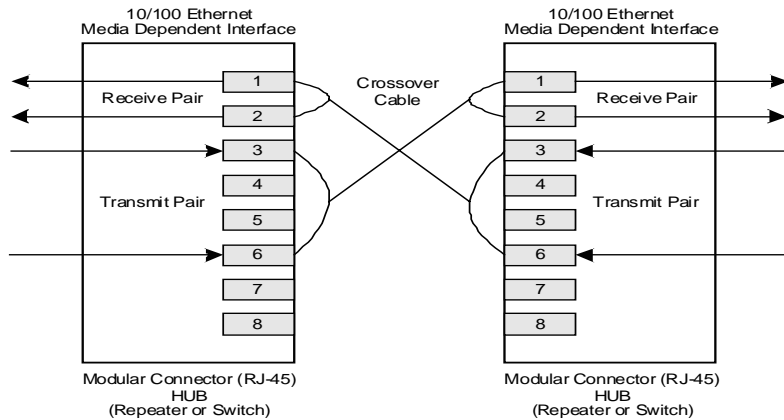 10/100 Ethernet
Media Dependent Interface
10/100 Ethernet
Media Dependent Interface
1
Receive Pair
2
3
4
Transmit Pair
5
6
7
8
Crossover
Cable
1
Receive Pair
2
3
4
Transmit Pair
5
6
7
8
Modular Connector (RJ-45)
HUB
(Repeater or Switch)
Modular Connector (RJ-45)
HUB
(Repeater or Switch)